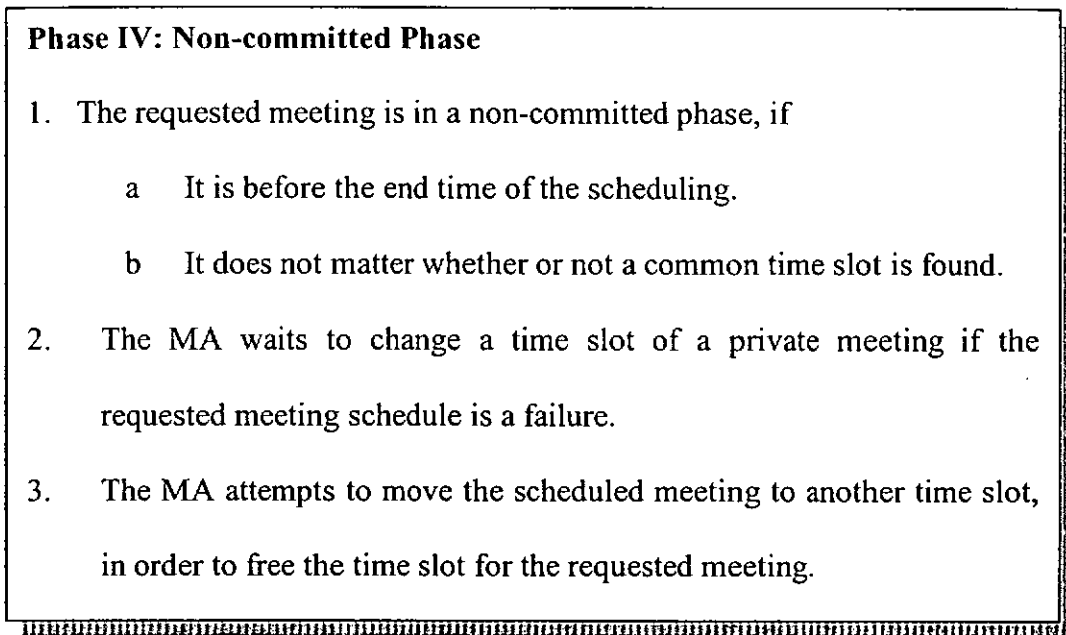 Phase IV: Non-committed Phase
1. The requested meeting is in a non-committed phase, if
a It is before the end time of the scheduling.
b It does not matter whether or not a common time slot is found.
2. The MA waits to change a time slot of a private meeting if the
requested meeting schedule is a failure.
3. The MA attempts to move the scheduled meeting to another time slot,
in order to free the time slot for the requested meeting.